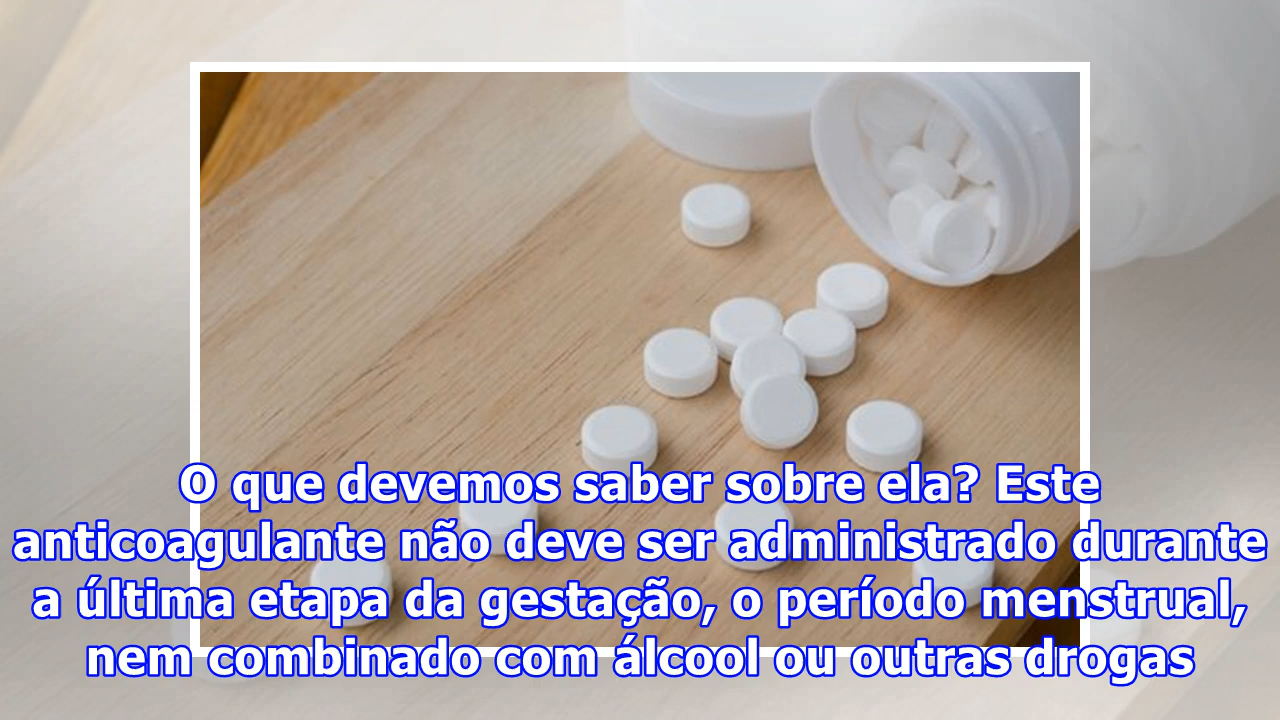 O que devemos saber sobre ela? Este
anticoagulante não deve ser administrado durante
a última etapa da gestação, o período menstrual,
nem combinado com álcool ou outras drogas